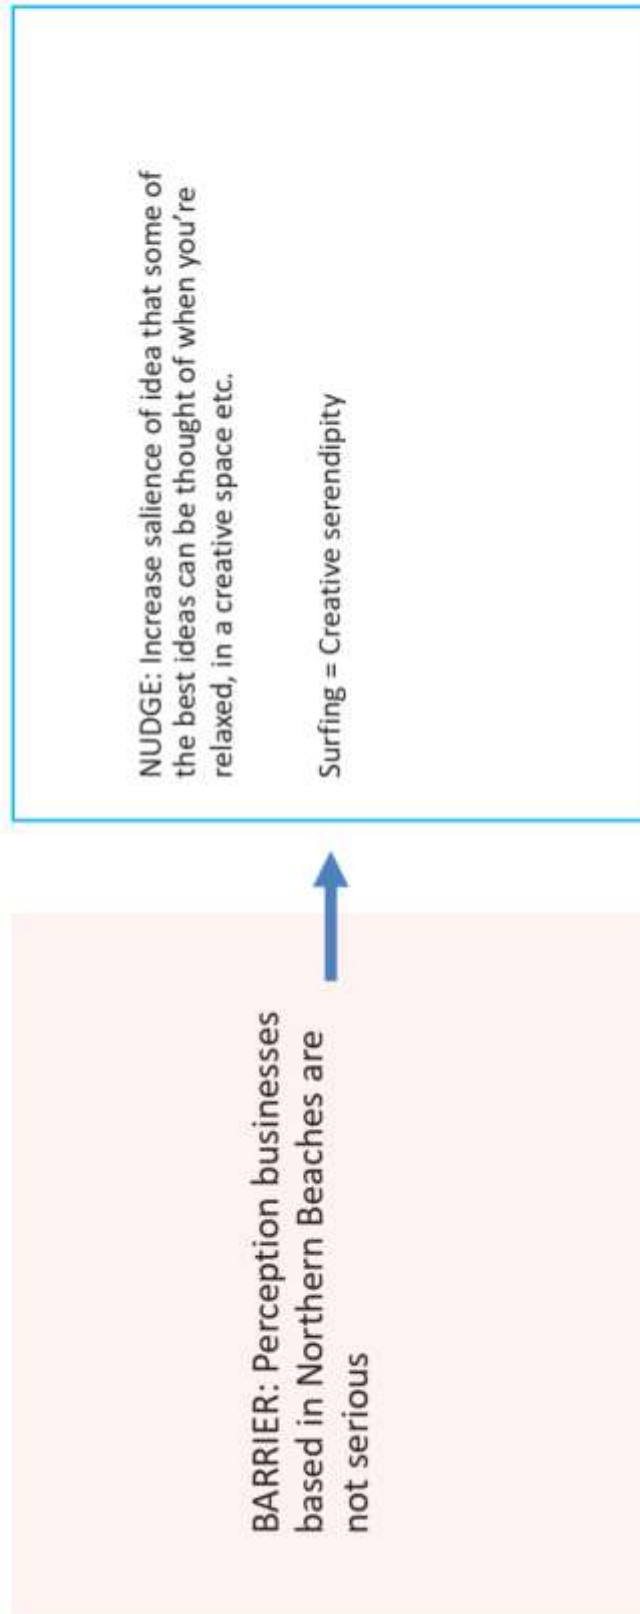 BARRIER: Perception businesses
based in Northern Beaches are
not serious
NUDGE: Increase salience of idea that some of
the best ideas can be thought of when you’re
relaxed, in a creative space etc.
Surfing = Creative serendipity